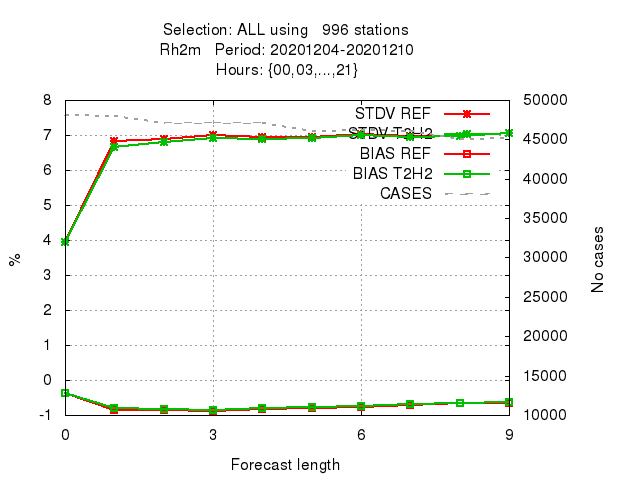 Selection: ALL using 996 stations
Rh2m Period: 20201204-20201210
Hours: {00,03,...,21}
STDV REF
STDV T2H2
BIAS REF
BIAS T2H2
CASES
8
7
6
5
4
3
2
1
0
-1
%
50000
45000
40000
35000
30000
25000
20000
15000
10000
No cases
0
3
6
9
Forecast length